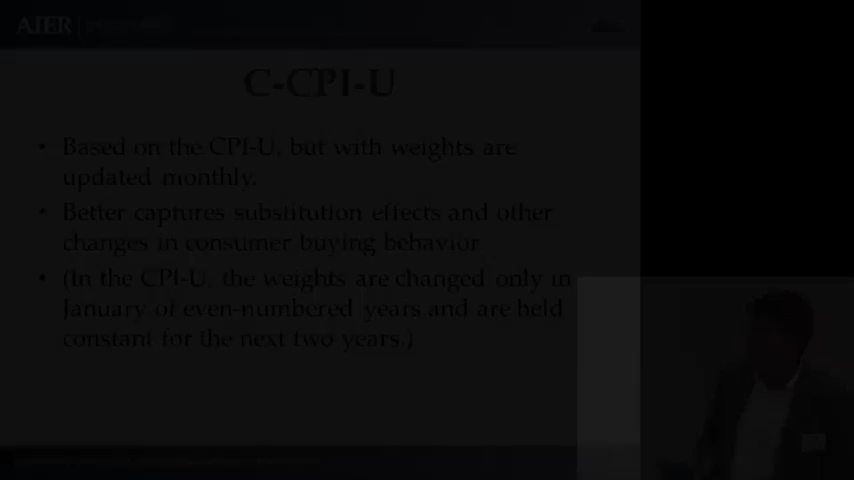 AIER
C-CPI-U
• Based on the CPI-U, but with weights are
updated monthly.
• Better captures substitution effects and other
changes in consumer buying behavior
• (In the CPI-U, the weights are changed only in
January of even-numbered years and are held
constant for the next two years.)